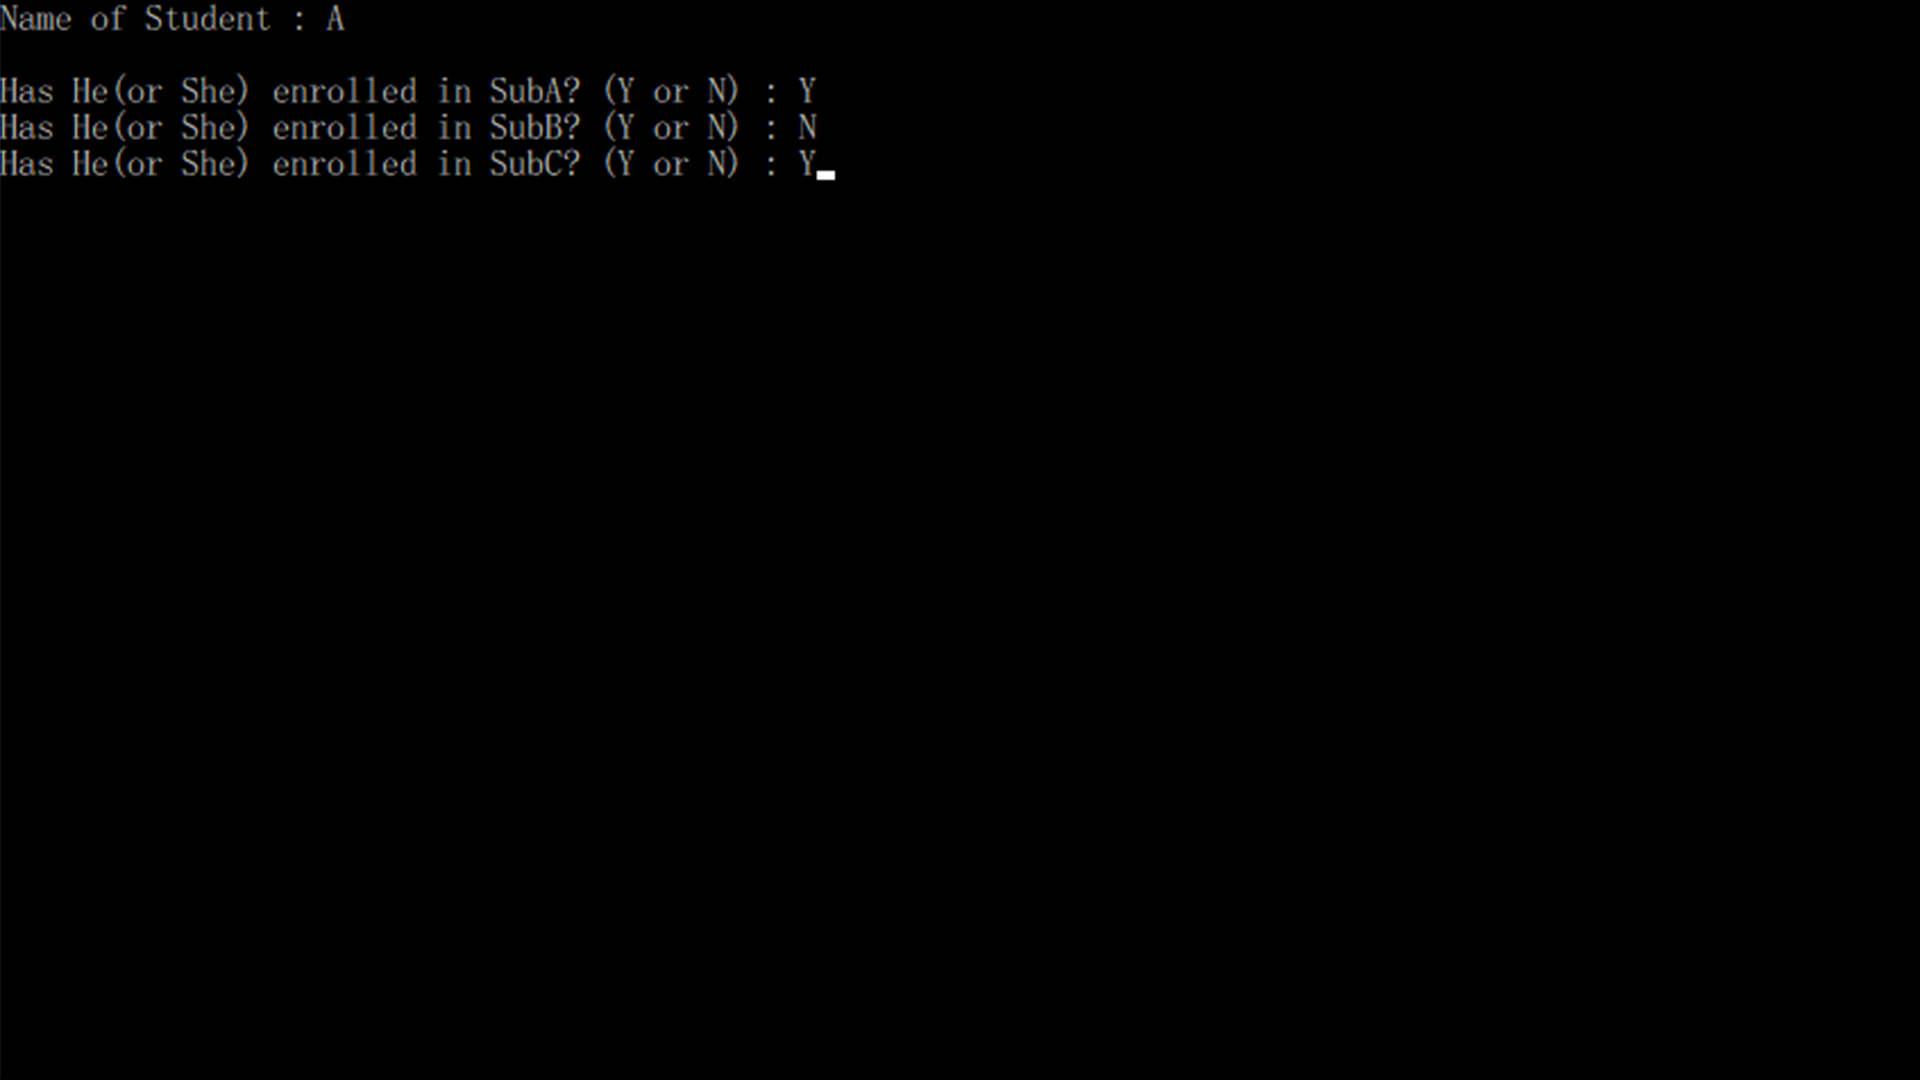 Name of Student : A
Has He(or She) enrolled in SubA? (Y or N) : Y
Has He(or She) enrolled in SubB? (Y or N) : N
Has He(or She) enrolled in SubC? (Y or N) : Y